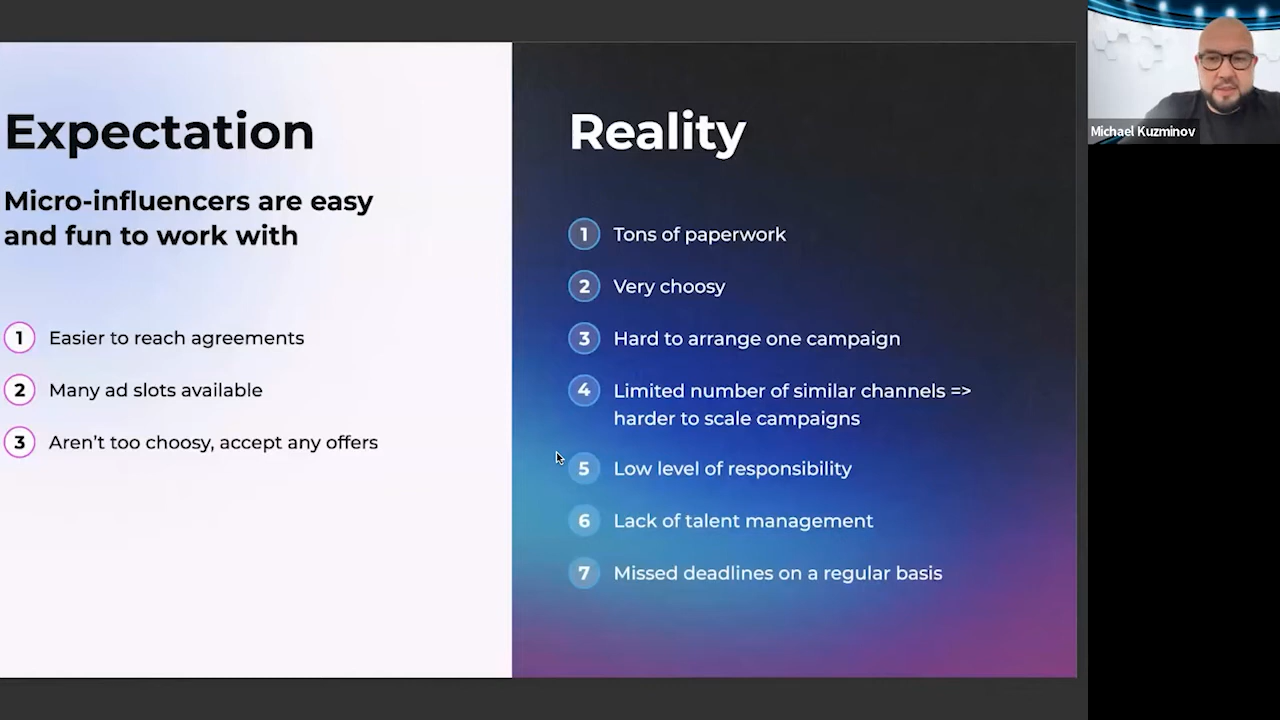 Expectation
Micro-influencers are easy
and fun to work with
1 Easier to reach agreements
2 Many ad slots available
3 Aren't too choosy, accept any offers
Reality
1 Tons of paperwork
2 Very choosy
3 Hard to arrange one campaign
4 Limited number of similar channels =>
harder to scale campaigns
5 Low level of responsibility
6 Lack of talent management
7 Missed deadlines on a regular basis
Michael Kuzminov